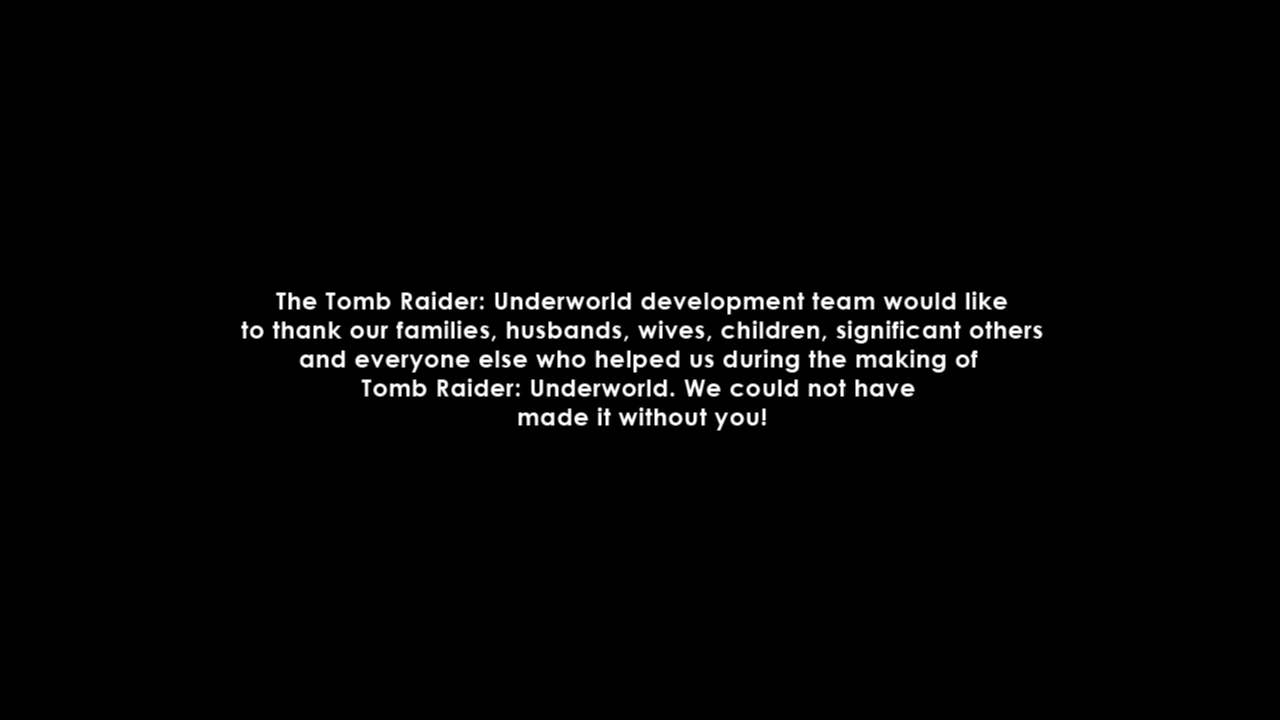 The Tomb Raider: Underworld development team would like
to thank our families, husbands, wives, children, significant others
and everyone else who helped us during the making of
Tomb Raider: Underworld. We could not have
made it without you!